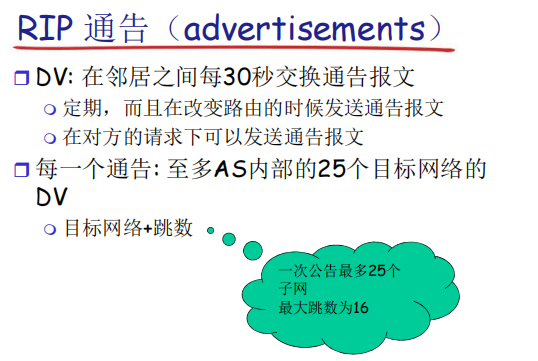 RIP 通告（advertisements）
DV: 在邻居之间每30秒交换通告报文
定期，而且在改变路由的时候发送通告报文
在对方的请求下可以发送通告报文
每一个通告: 至多AS内部的25个目标网络的
DV
目标网络+跳数
一次公告最多25个
子网
最大跳数为16